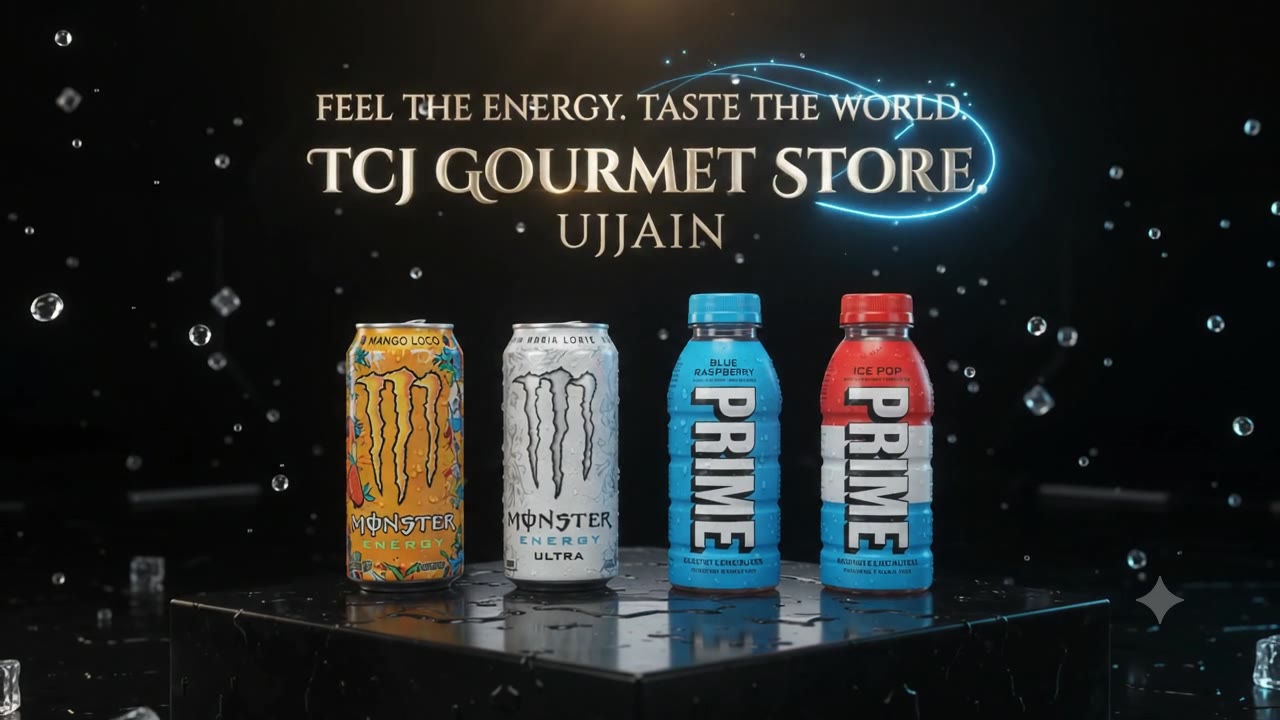 FEEL THE ENERGY. TASTE THE WORLD.
TCJ GOURMET STORE
UJJAIN
MANGO LOCO
MONSTER
ENERGY
MONSTER
ENERGY
ULTRA
BLUE
RASPBERRY
PRIME
ICE POP
PRIME